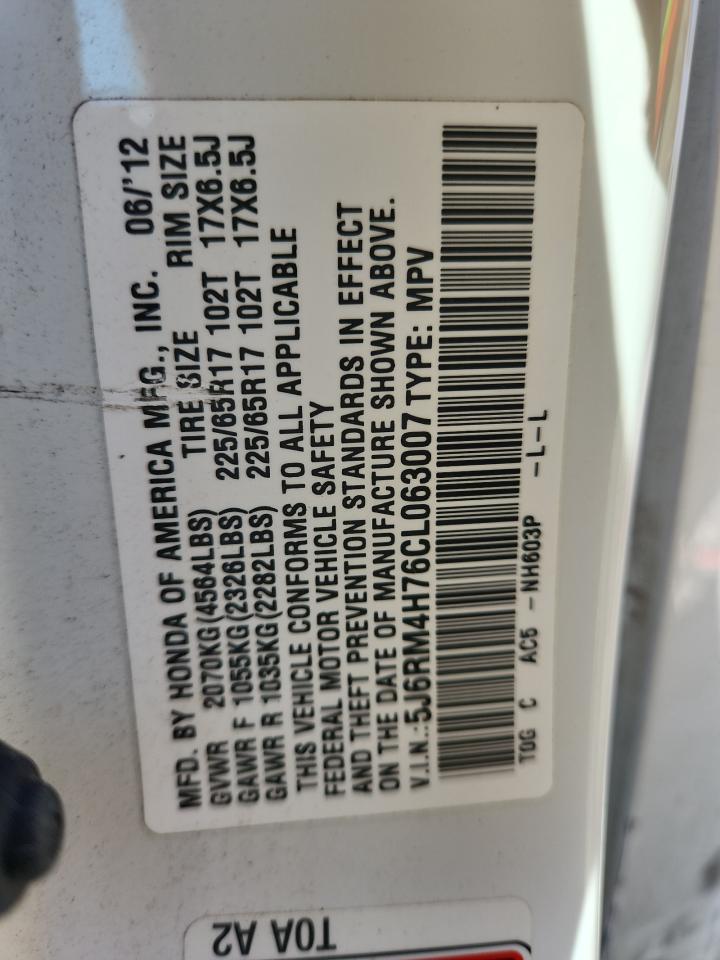 MFD. BY HONDA OF AMERICA MFG., INC. 06/'12
GVWR 2070KG(4564LBS) TIRE SIZE RIM SIZE
GAWR F 1055KG(2326LBS) 225/65R17 102T 17X6.5J
GAWR R 1035KG(2282LBS) 225/65R17 102T 17X6.5J
THIS VEHICLE CONFORMS TO ALL APPLICABLE
FEDERAL MOTOR VEHICLE SAFETY
AND THEFT PREVENTION STANDARDS IN EFFECT
ON THE DATE OF MANUFACTURE SHOWN ABOVE.
V.I.N.:5J6RM4H76CL063007 TYPE: MPV
T0G C AC5 -NH603P -L-L
T0A A2